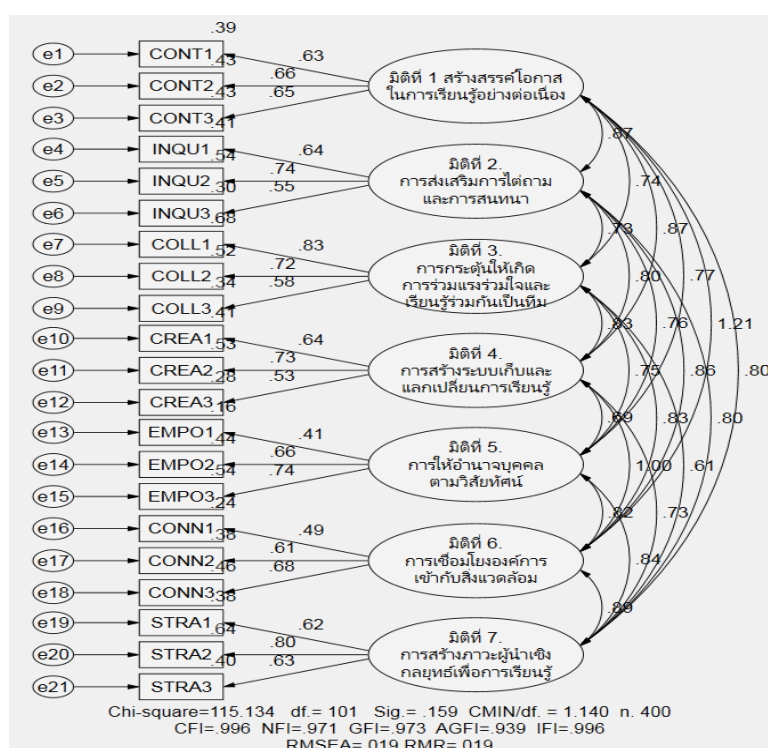 .39
e1 CONT1 .63
.43
e2 CONT2 .66
.43 .65
e3 CONT3
.41
มิติที่ 1 สร้างสรรค์โอกาส
ในการเรียนรู้อย่างต่อเนื่อง
e4 INQU1 .64
.54
e5 INQU2 .74
.30 .55
e6 INQU3
.68
มิติที่ 2.
การส่งเสริมการไต่ถาม
และการสนทนา
e7 COLL1 .83
.52
e8 COLL2 .72
.34 .58
e9 COLL3
.41
มิติที่ 3.
การกระตุ้นให้เกิด
การร่วมแรงร่วมใจและ
เรียนรู้ร่วมกันเป็นทีม
e10 CREA1 .64
.53
e11 CREA2 .73
.28 .53
e12 CREA3
.16
มิติที่ 4.
การสร้างระบบเก็บและ
แลกเปลี่ยนการเรียนรู้
e13 EMPO1 .41
.44
e14 EMPO2 .66
.54 .74
e15 EMPO3
.24
มิติที่ 5.
การให้อำนาจบุคคล
ตามวิสัยทัศน์
e16 CONN1 .49
.38
e17 CONN2 .61
.46 .68
e18 CONN3
.38
มิติที่ 6.
การเชื่อมโยงองค์การ
เข้ากับสิ่งแวดล้อม
e19 STRA1 .62
.64
e20 STRA2 .80
.40 .63
e21 STRA3
มิติที่ 7.
การสร้างภาวะผู้นำเชิง
กลยุทธ์เพื่อการเรียนรู้
.87
.74
.73 .87
.80 .77
.83 .76 1.21
.75 .86 .80
.69 .83 .80
1.00 .61
.82 .73
.84
.89
Chi-square=115.134 df.= 101 Sig.= .159 CMIN/df. = 1.140 n. 400
CFI=.996 NFI=.971 GFI=.973 AGFI=.939 IFI=.996
RMSEA=.019 RMR=.019